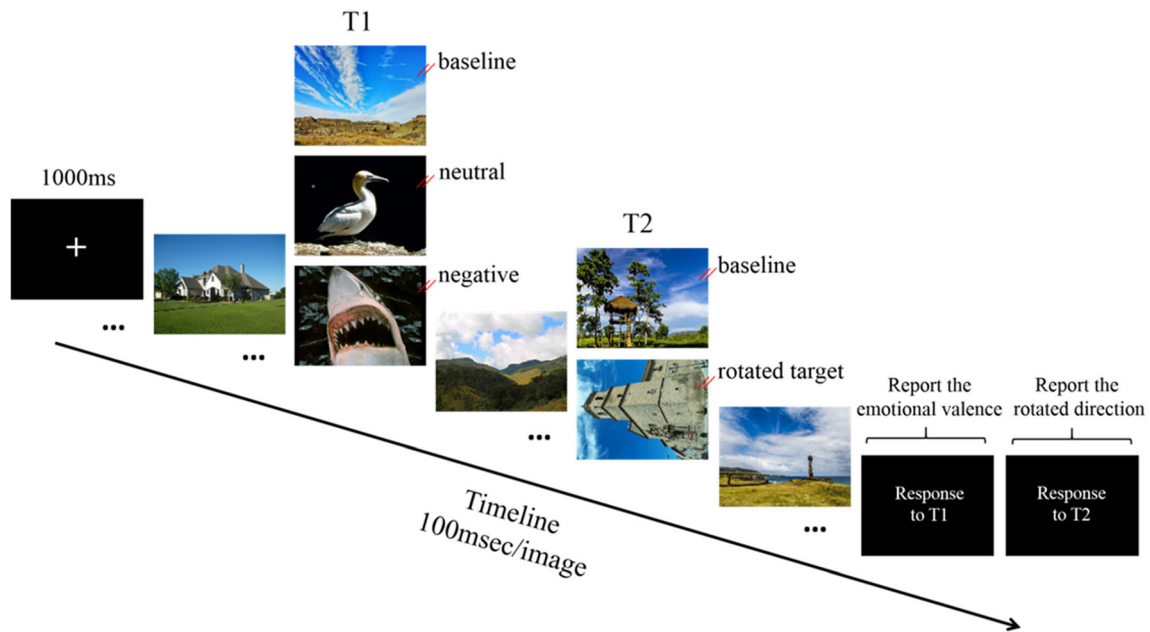 T1
baseline
neutral
negative
1000ms
+
...
...
T2
baseline
rotated target
...
...
Report the
emotional valence
Report the
rotated direction
Response
to T1
Response
to T2
Timeline
100msec/image